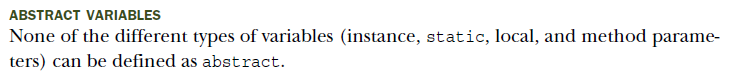 ABSTRACT VARIABLES
None of the different types of variables (instance, static, local, and method parame-
ters) can be defined as abstract.